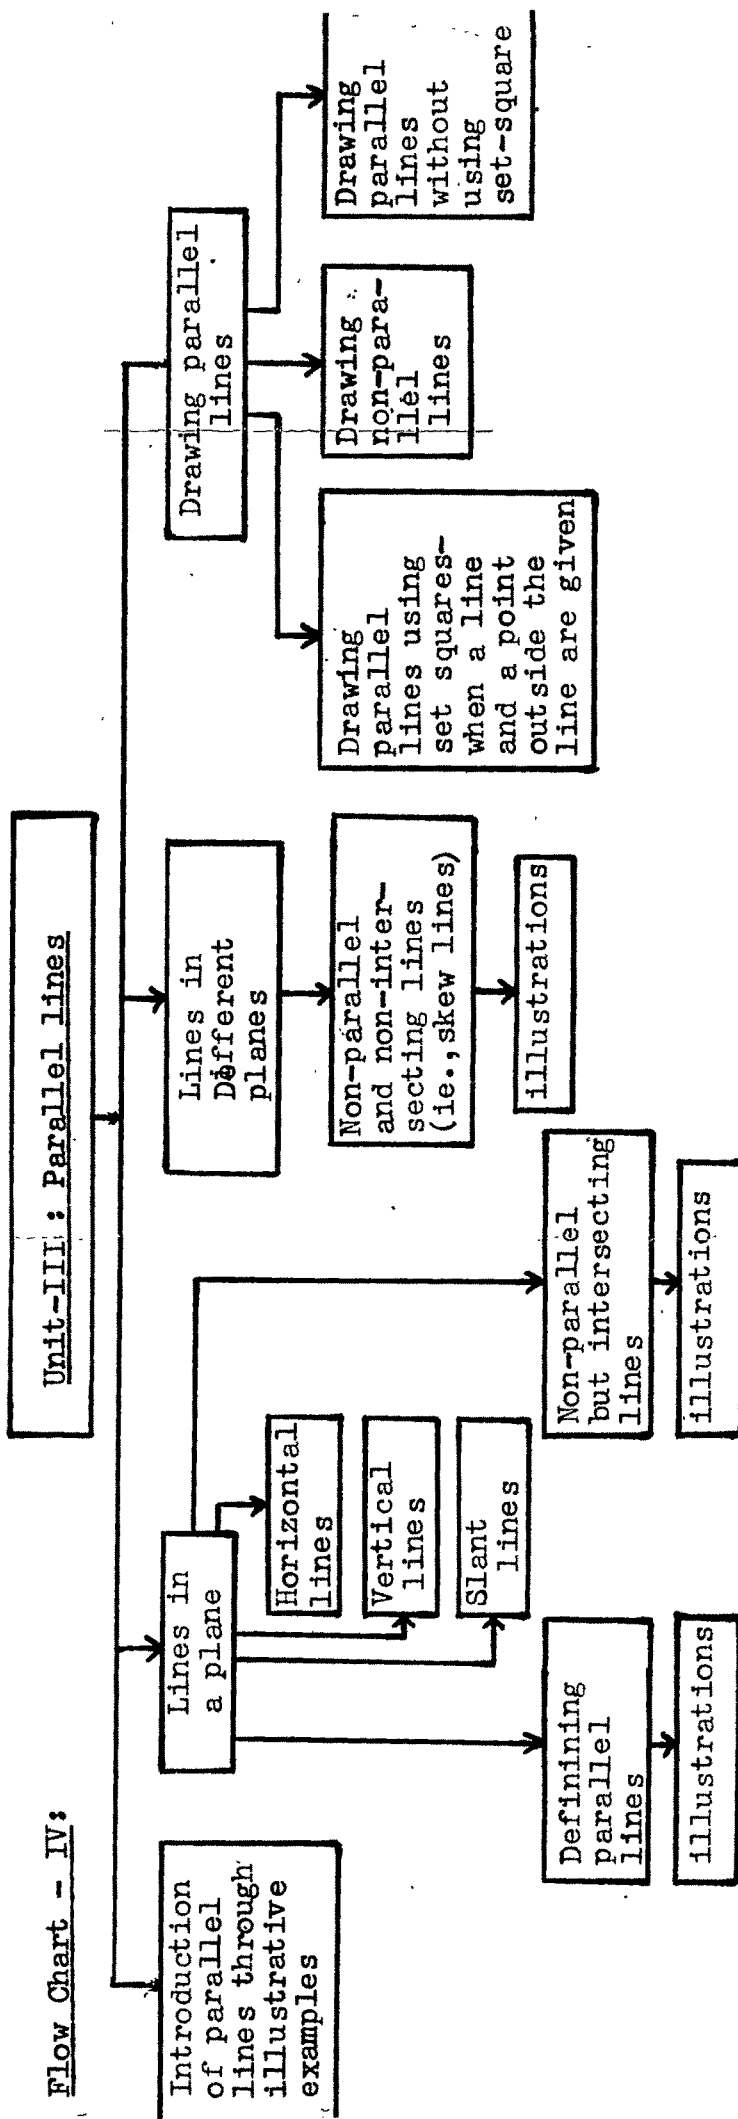 Flow Chart - IV:
Unit-III : Parallel lines
Introduction
of parallel
lines through
illustrative
examples
Lines in
a plane
Horizontal
lines
Vertical
lines
Slant
lines
Definining
parallel
lines
illustrations
Non-parallel
but intersecting
lines
illustrations
Lines in
Different
planes
Non-parallel
and non-inter-
secting lines
(ie.,skew lines)
illustrations
Drawing parallel
lines
Drawing
parallel
lines using
set squares-
when a line
and a point
outside the
line are given
Drawing
non-para-
llel
lines
Drawing
parallel
lines
without
using
set-square